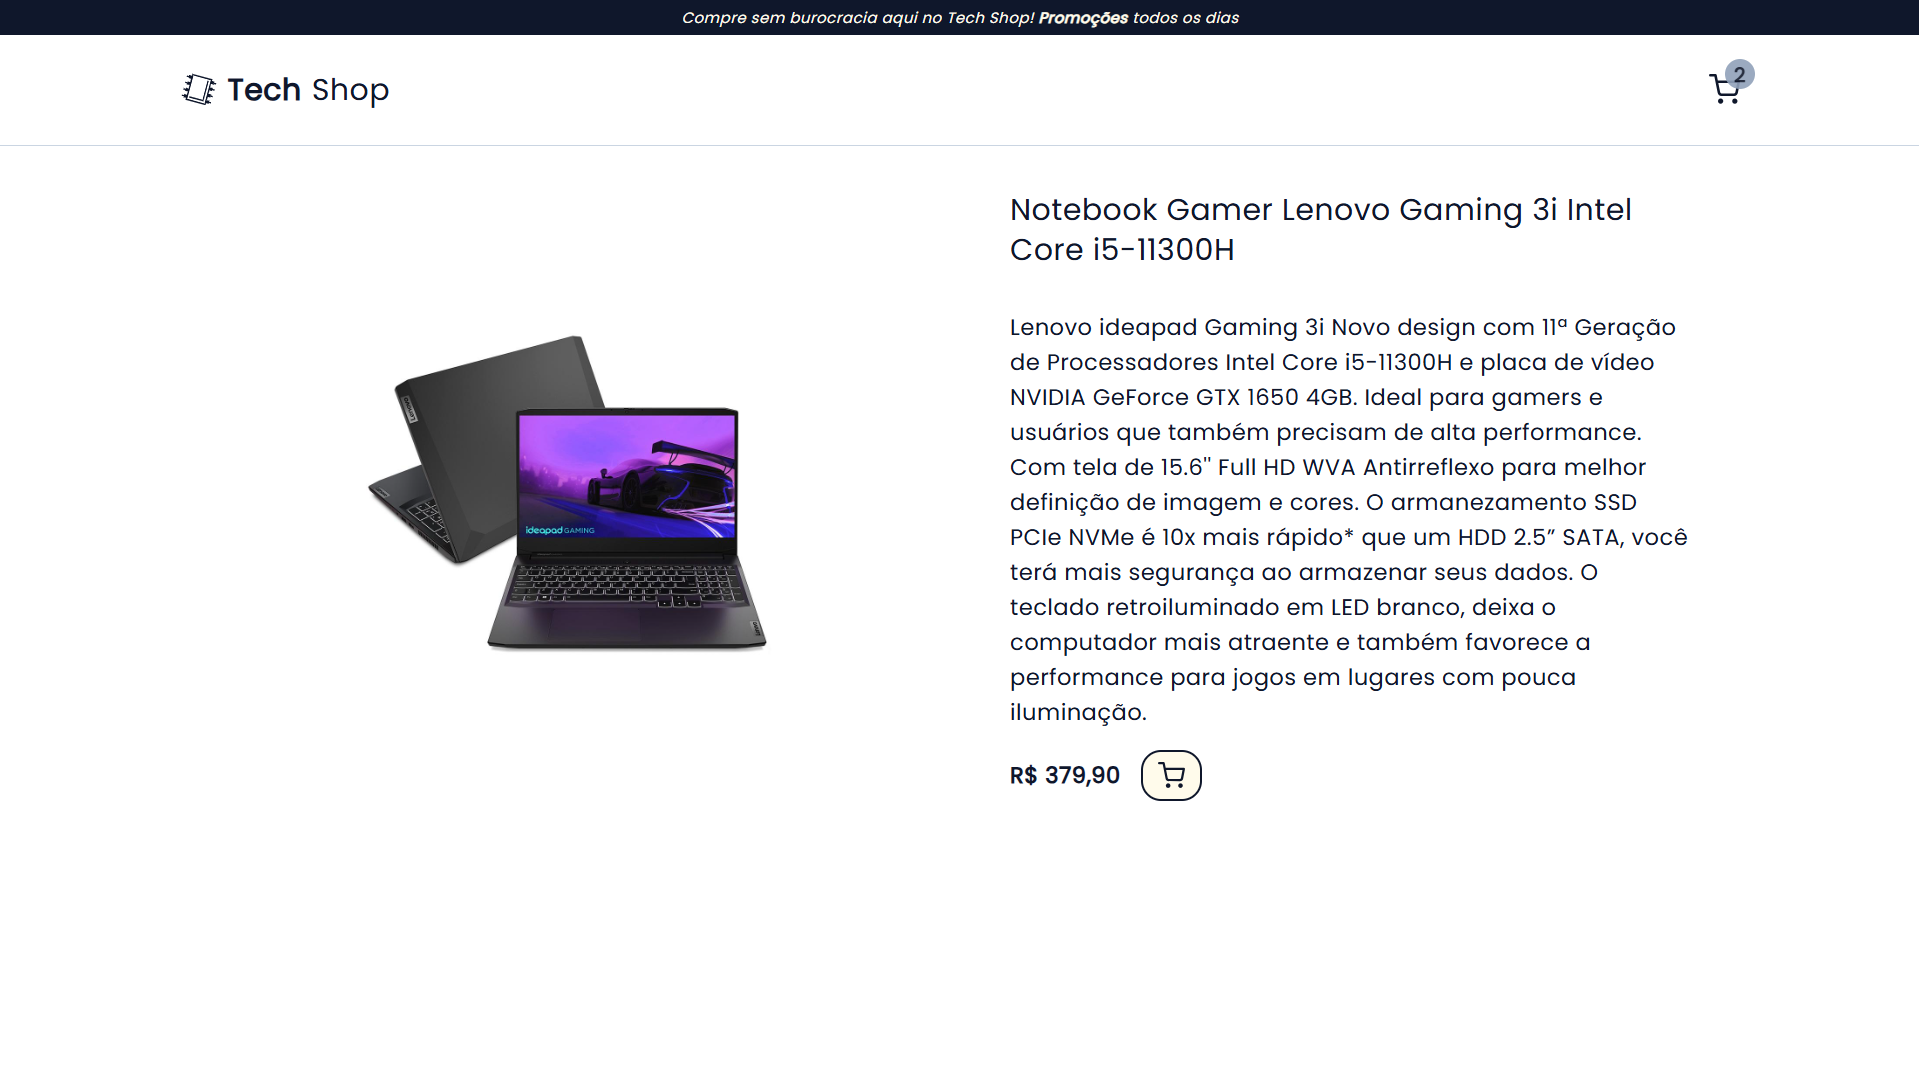 Compre sem burocracia aqui no Tech Shop! Promoções todos os dias
Tech Shop
2
Notebook Gamer Lenovo Gaming 3i Intel
Core i5-11300H
Lenovo ideapad Gaming 3i Novo design com 11ª Geração
de Processadores Intel Core i5-11300H e placa de vídeo
NVIDIA GeForce GTX 1650 4GB. Ideal para gamers e
usuários que também precisam de alta performance.
Com tela de 15.6" Full HD WVA Antirreflexo para melhor
definição de imagem e cores. O armanezamento SSD
PCIe NVMe é 10x mais rápido* que um HDD 2.5” SATA, você
terá mais segurança ao armazenar seus dados. O
teclado retroiluminado em LED branco, deixa o
computador mais atraente e também favorece a
performance para jogos em lugares com pouca
iluminação.
R$ 379,90
ideapad GAMING